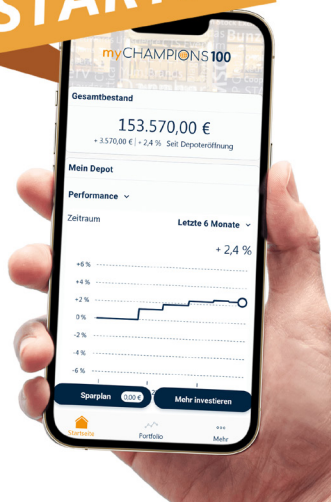 START
myCHAMPIONS100
Gesamtbestand
153.570,00 €
+ 3.570,00 € | + 2,4 % Seit Depoteröffnung
Mein Depot
Performance
Zeitraum
Letzte 6 Monate
+ 2,4 %
+6 %
+4 %
+2 %
0 %
-2 %
-4 %
-6 %
Sparplan 0,00 €
Mehr investieren
Startseite
Portfolio
Mehr